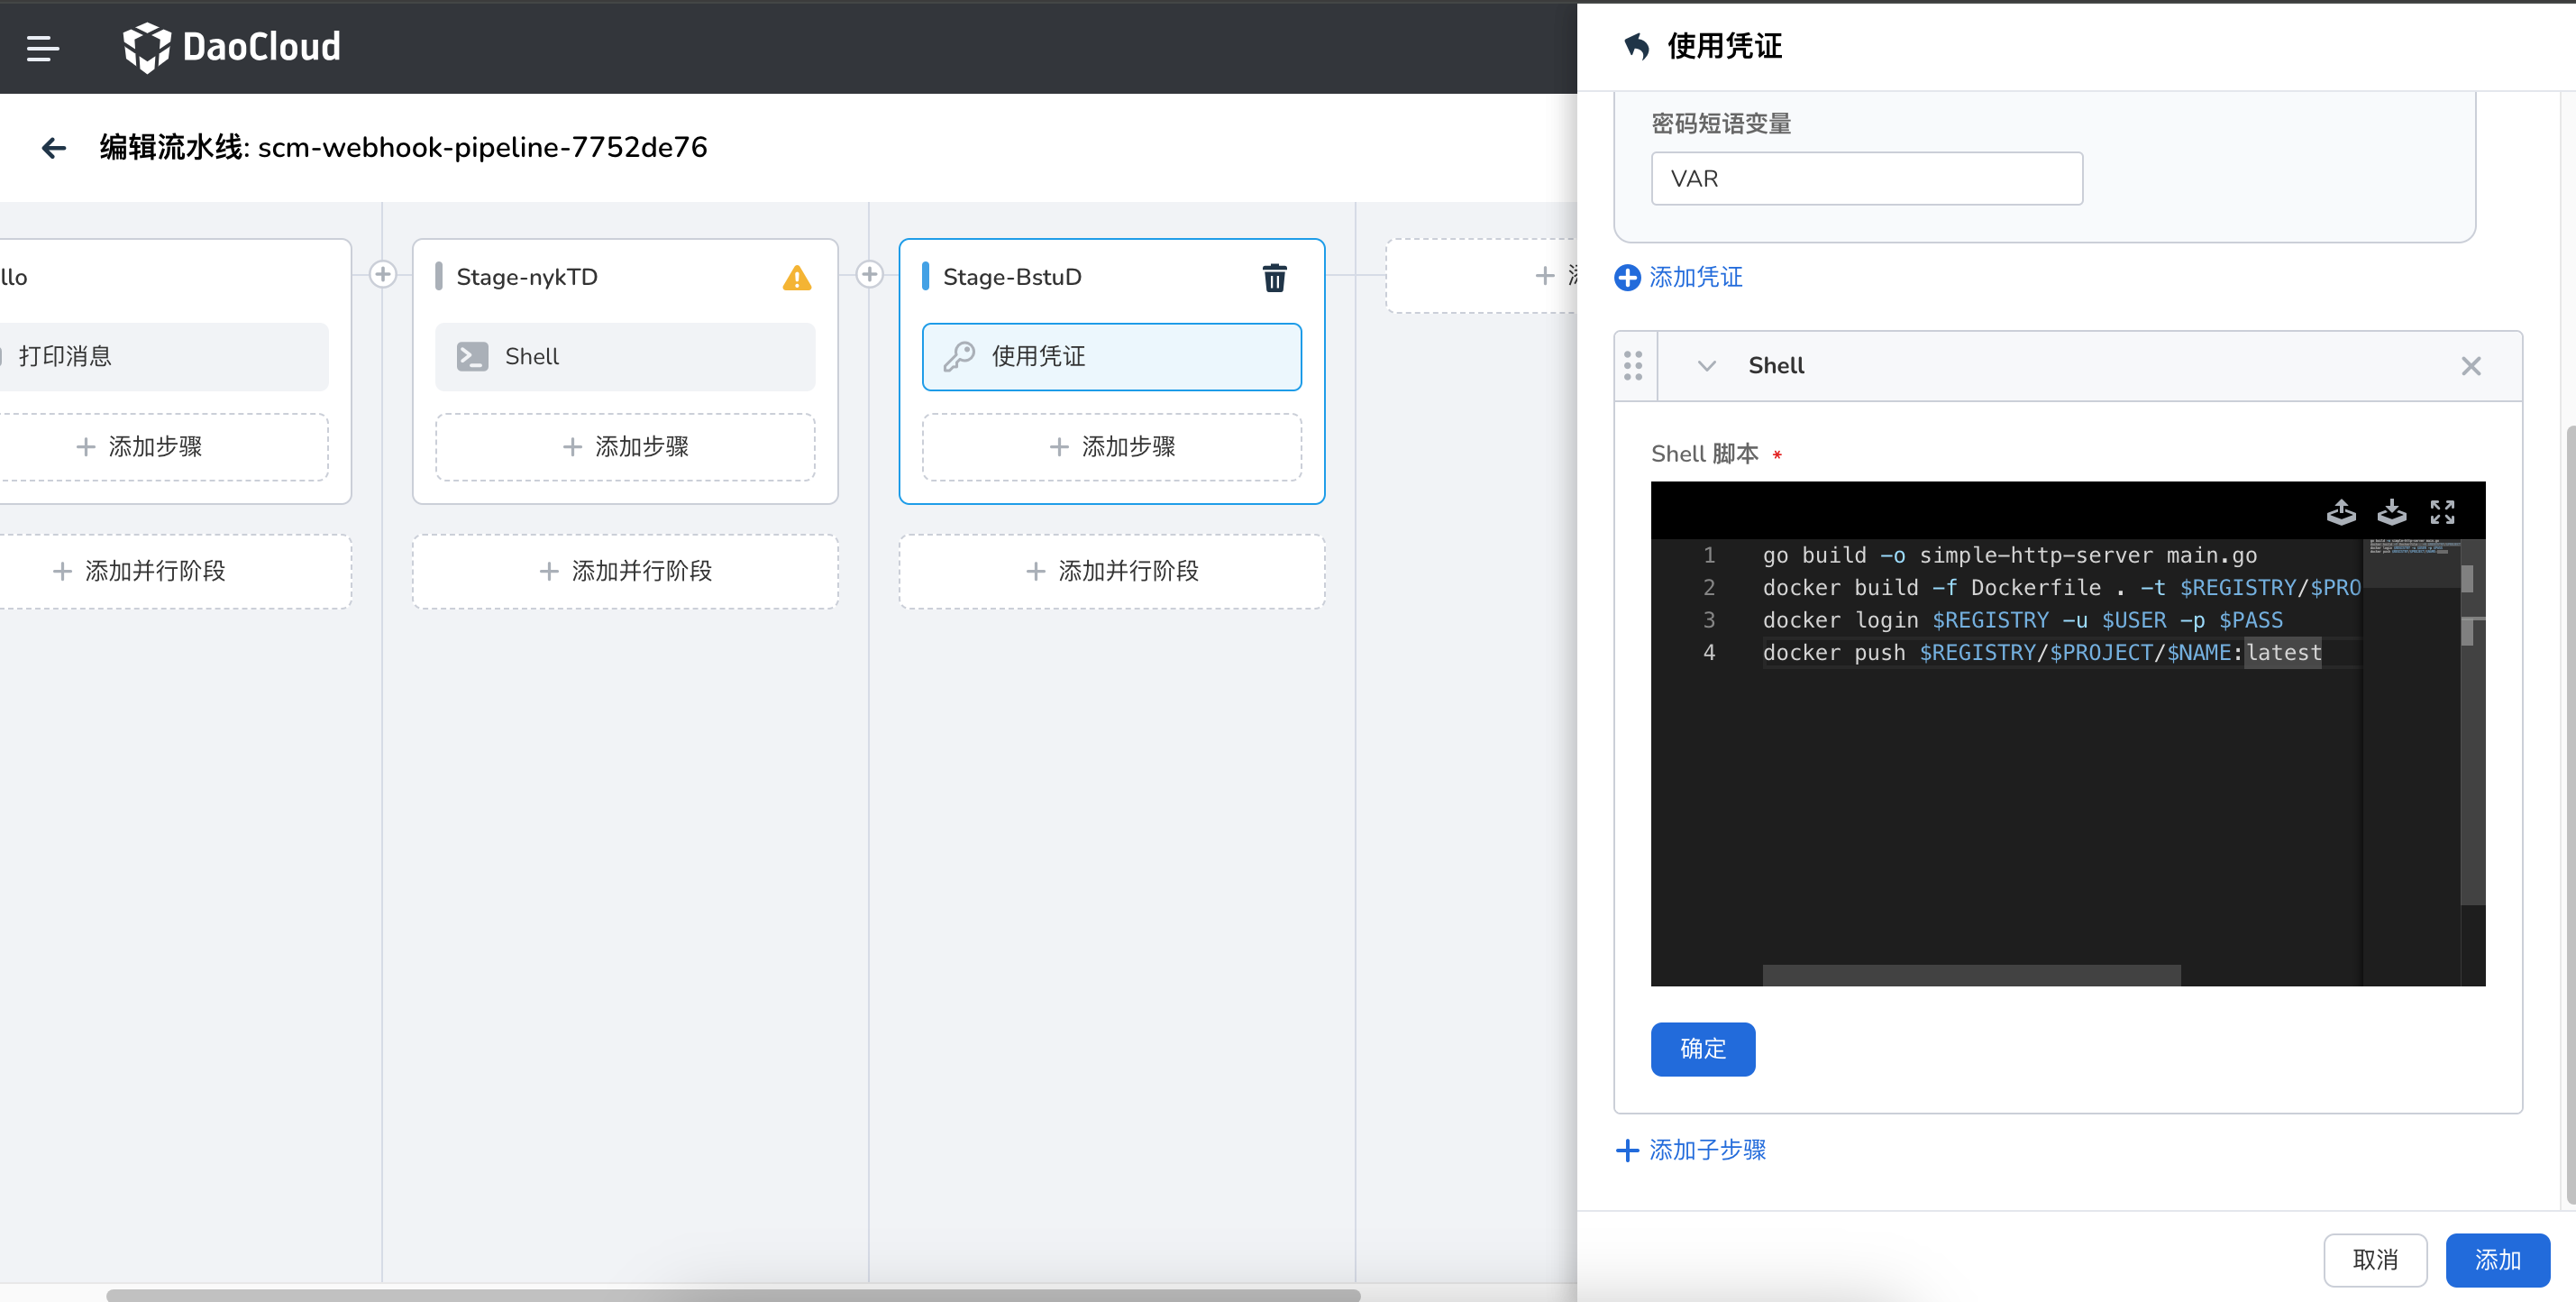 DaoCloud
编辑流水线: scm-webhook-pipeline-7752de76
llo
打印消息
添加步骤
添加并行阶段
Stage-nykTD
Shell
添加步骤
添加并行阶段
Stage-BstuD
使用凭证
添加步骤
添加并行阶段
使用凭证
密码短语变量
VAR
添加凭证
Shell
Shell 脚本 *
1 go build -o simple-http-server main.go
2 docker build -f Dockerfile . -t $REGISTRY/$PRO
3 docker login $REGISTRY -u $USER -p $PASS
4 docker push $REGISTRY/$PROJECT/$NAME:latest
确定
添加子步骤
取消
添加